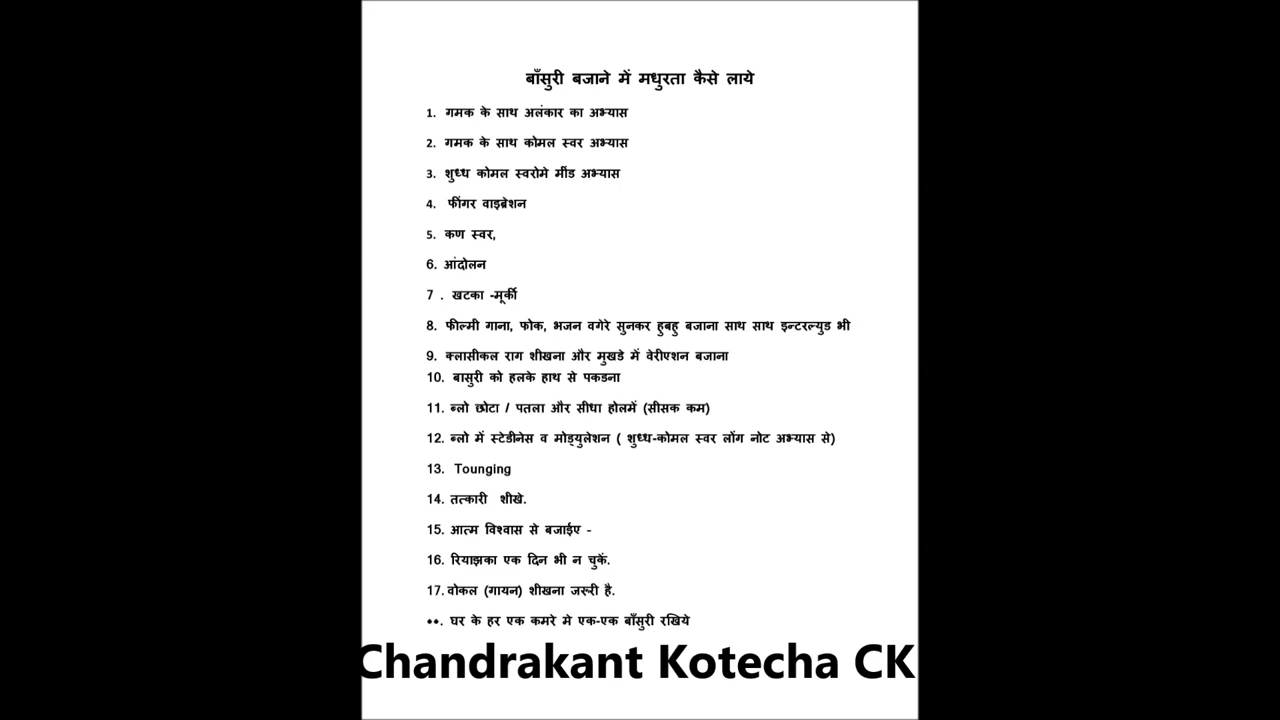 बाँसुरी बजाने में मधुरता कैसे लाये
1. गमक के साथ अलंकार का अभ्यास
2. गमक के साथ कोमल स्वर अभ्यास
3. शुध्ध कोमल स्वरोमे मींड अभ्यास
4. फींगर वाइब्रेशन
5. कण स्वर,
6. आंदोलन
7 . खटका -मूर्की
8. फील्मी गाना, फोक, भजन वगेरे सुनकर हुबहु बजाना साथ साथ इन्टरल्युड भी
9. क्लासीकल राग शीखना और मुखडे में वेरीएशन बजाना
10. बासुरी को हलके हाथ से पकडना
11. ब्लो छोटा / पतला और सीधा होलमें (सीसक कम)
12. ब्लो में स्टेडीनेस व मोड्युलेशन ( शुध्ध-कोमल स्वर लोंग नोट अभ्यास से)
13. Tounging
14. तत्कारी शीखे.
15. आत्म विश्वास से बजाईए -
16. रियाझका एक दिन भी न चुकें.
17. वोकल (गायन) शीखना जरूरी है.
••. घर के हर एक कमरे मे एक-एक बाँसुरी रखिये
Chandrakant Kotecha CK